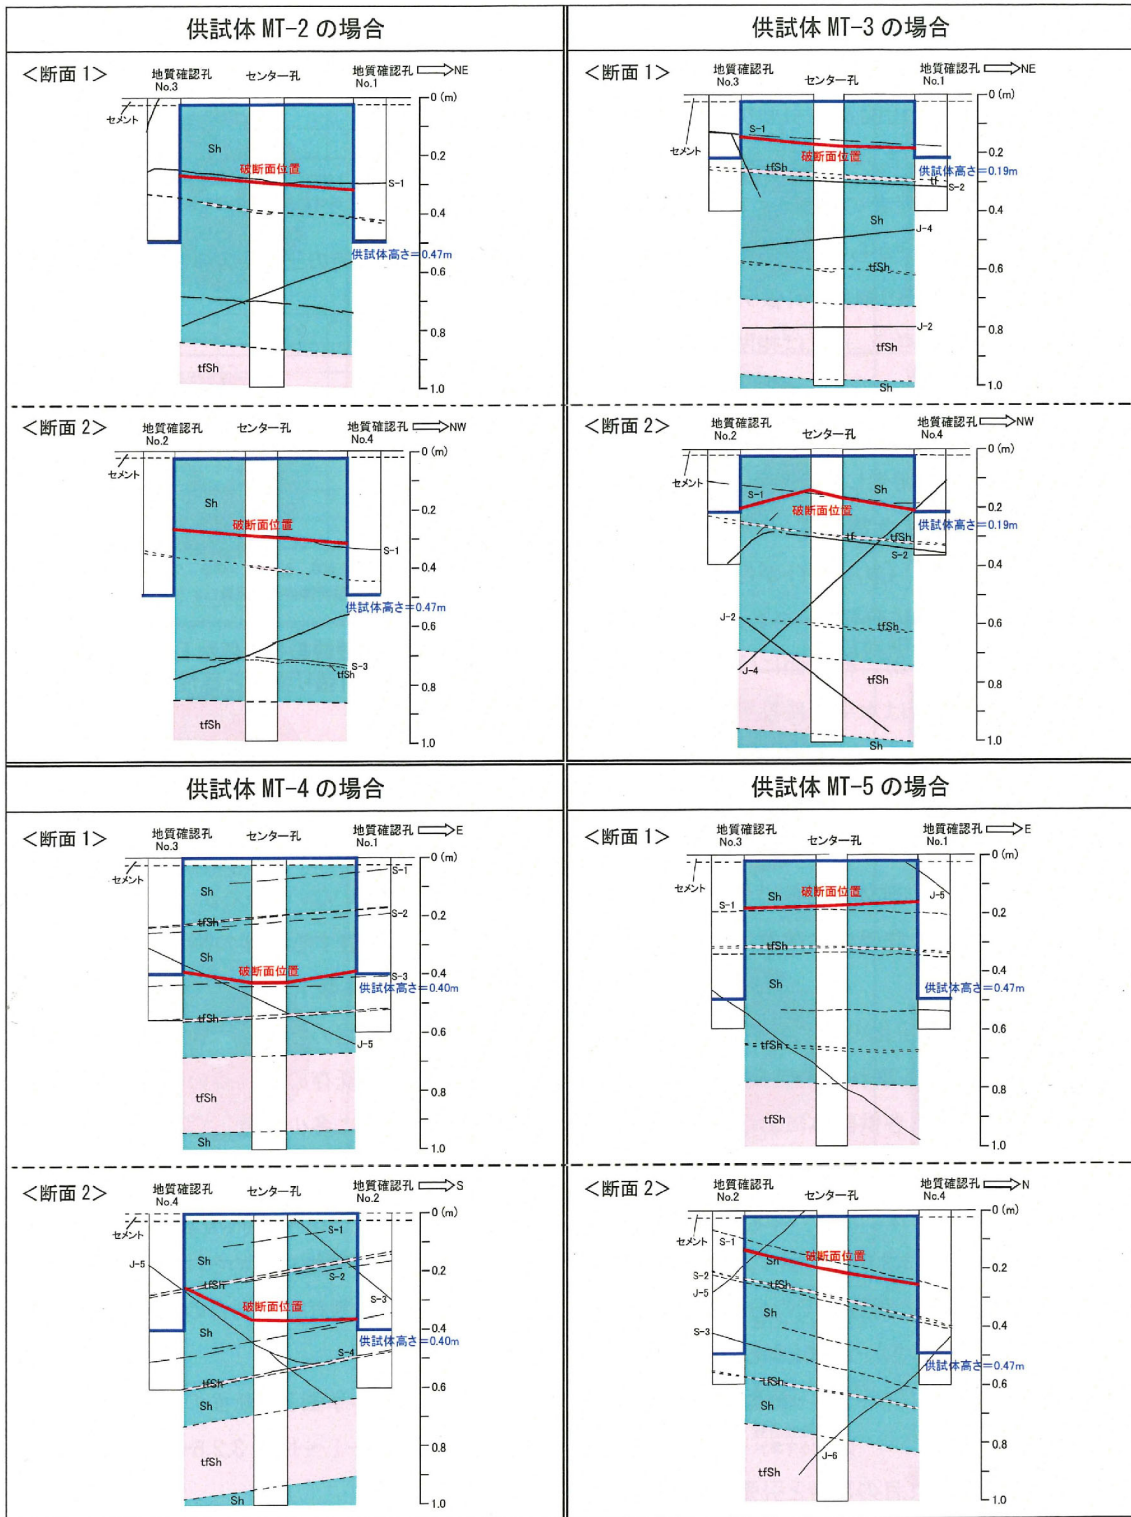 供試体 MT-2 の場合
<断面 1>
地質確認孔
No.3
センター孔
地質確認孔
No.1
NE
0 (m)
セメント
Sh
0.2
破断面位置
S-1
0.4
供試体高さ=0.47m
0.6
0.8
tfSh
1.0
<断面 2>
地質確認孔
No.2
センター孔
地質確認孔
No.4
NW
0 (m)
セメント
Sh
0.2
破断面位置
S-1
0.4
供試体高さ=0.47m
0.6
S-3
tfSh
0.8
tfSh
1.0
供試体 MT-3 の場合
<断面 1>
地質確認孔
No.3
センター孔
地質確認孔
No.1
NE
0 (m)
セメント
S-1
破断面位置
0.2
tfSh
供試体高さ=0.19m
tf
S-2
0.4
Sh
J-4
tfSh
0.6
J-2
0.8
tfSh
Sh
1.0
<断面 2>
地質確認孔
No.2
センター孔
地質確認孔
No.4
NW
0 (m)
セメント
S-1
Sh
0.2
破断面位置
供試体高さ=0.19m
tf
tfSh
S-2
0.4
J-2
0.6
tfSh
J-4
tfSh
0.8
Sh
1.0
供試体 MT-4 の場合
<断面 1>
地質確認孔
No.3
センター孔
地質確認孔
No.1
E
0 (m)
セメント
S-1
Sh
0.2
S-2
tfSh
Sh
破断面位置
0.4
S-3
供試体高さ=0.40m
tfSh
0.6
J-5
tfSh
0.8
Sh
1.0
<断面 2>
地質確認孔
No.4
センター孔
地質確認孔
No.2
S
0 (m)
セメント
S-1
Sh
J-5
S-2
0.2
tfSh
S-3
破断面位置
Sh
0.4
供試体高さ=0.40m
S-4
tfSh
0.6
Sh
tfSh
0.8
Sh
1.0
供試体 MT-5 の場合
<断面 1>
地質確認孔
No.3
センター孔
地質確認孔
No.1
E
0 (m)
セメント
Sh
破断面位置
J-5
S-1
0.2
tfSh
0.4
Sh
供試体高さ=0.47m
0.6
tfSh
0.8
tfSh
1.0
<断面 2>
地質確認孔
No.2
センター孔
地質確認孔
No.4
N
0 (m)
セメント
S-1
Sh
破断面位置
S-2
0.2
tfSh
J-5
Sh
S-3
0.4
供試体高さ=0.47m
tfSh
0.6
Sh
J-6
0.8
tfSh
1.0